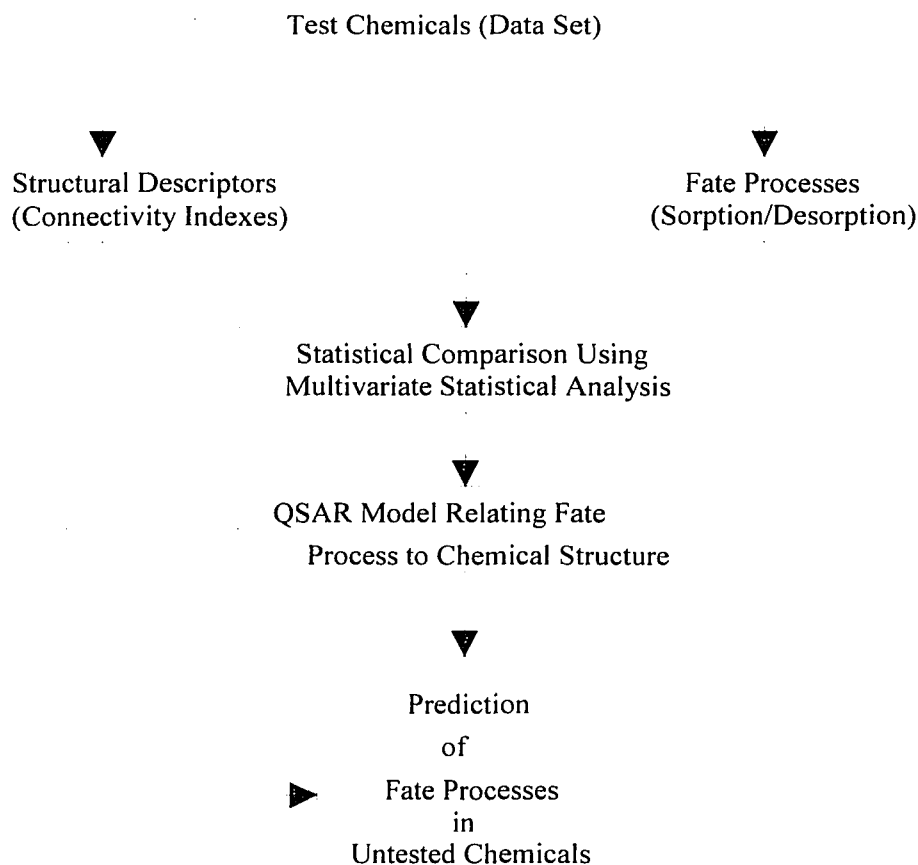 Test Chemicals (Data Set)
Structural Descriptors
(Connectivity Indexes)
Fate Processes
(Sorption/Desorption)
Statistical Comparison Using
Multivariate Statistical Analysis
QSAR Model Relating Fate
Process to Chemical Structure
Prediction
of
Fate Processes
in
Untested Chemicals